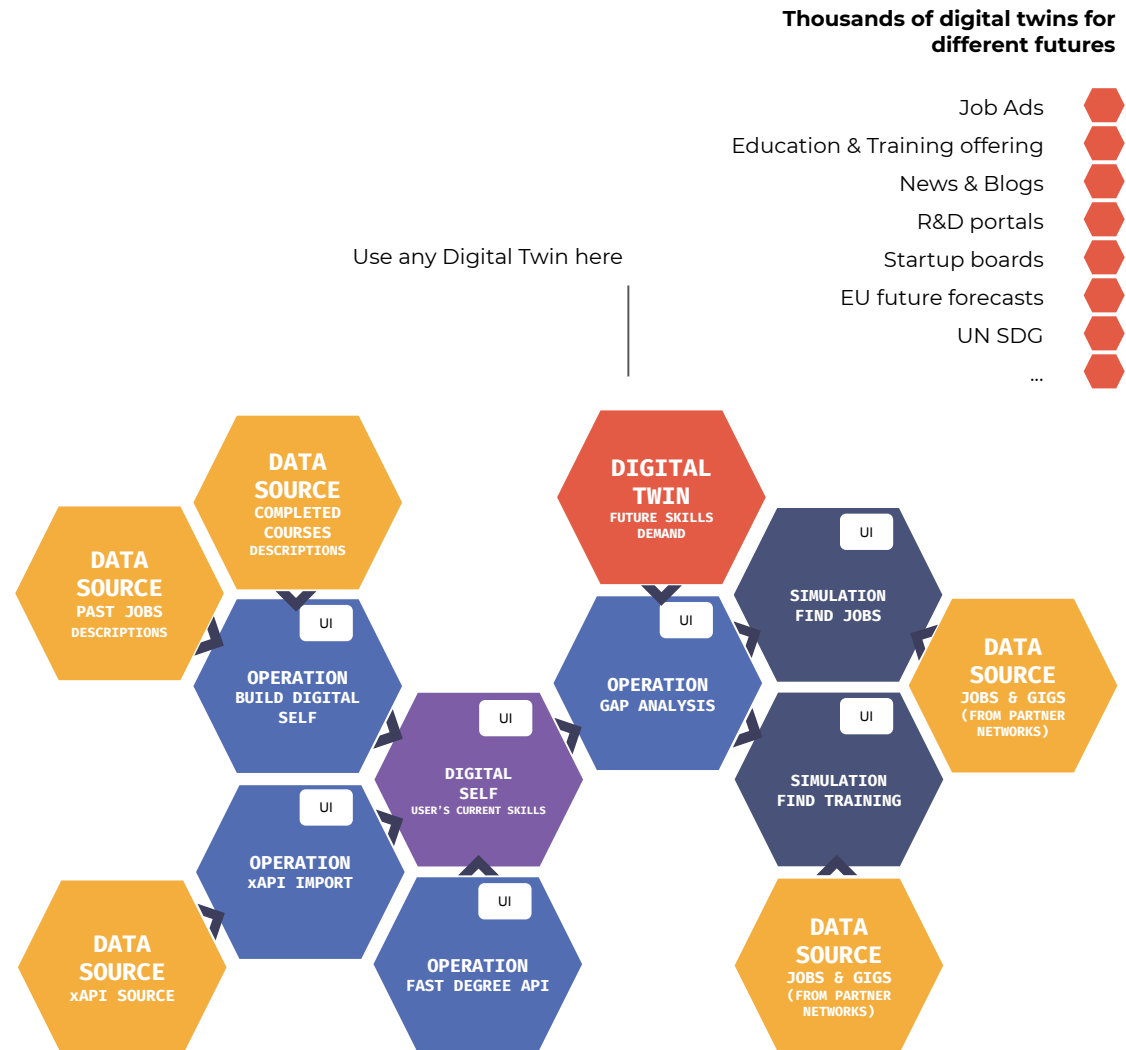 Thousands of digital twins for
different futures
Job Ads
Education & Training offering
News & Blogs
R&D portals
Startup boards
EU future forecasts
UN SDG
...
Use any Digital Twin here
DATA
SOURCE
COMPLETED
COURSES
DESCRIPTIONS
DATA
SOURCE
PAST JOBS
DESCRIPTIONS
UI
OPERATION
BUILD DIGITAL
SELF
UI
OPERATION
xAPI IMPORT
DATA
SOURCE
xAPI SOURCE
UI
DIGITAL
SELF
USER'S CURRENT SKILLS
UI
OPERATION
FAST DEGREE API
DIGITAL
TWIN
FUTURE SKILLS
DEMAND
UI
OPERATION
GAP ANALYSIS
UI
SIMULATION
FIND JOBS
UI
SIMULATION
FIND TRAINING
DATA
SOURCE
JOBS & GIGS
(FROM PARTNER
NETWORKS)
DATA
SOURCE
JOBS & GIGS
(FROM PARTNER
NETWORKS)